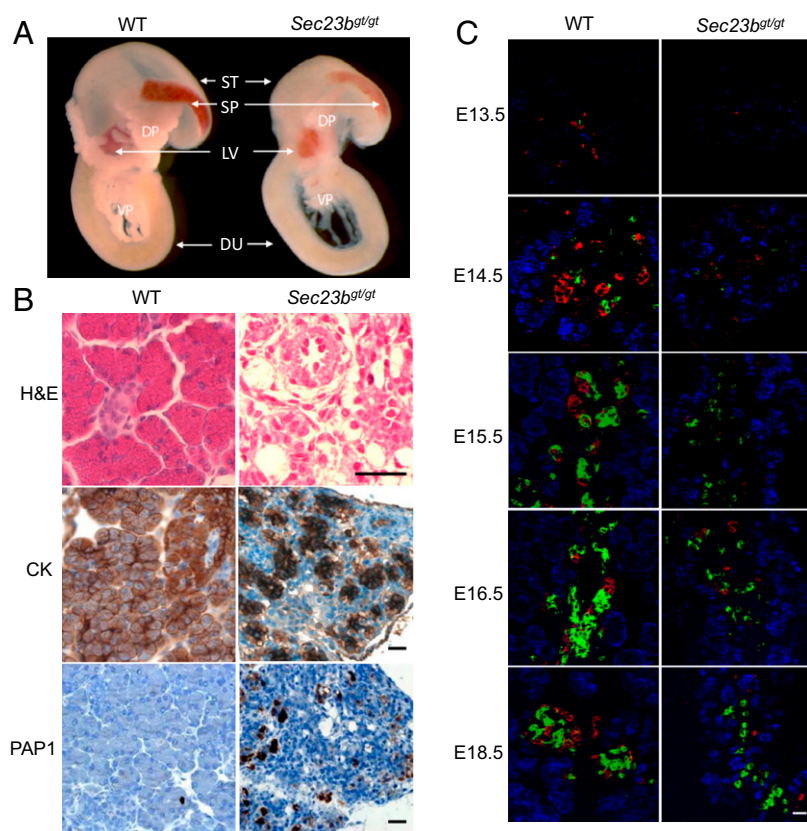 A
WT
Sec23b^gt/gt
ST
SP
DP
DP
LV
VP
VP
DU
B
WT
Sec23b^gt/gt
H&E
CK
PAP1
C
WT
Sec23b^gt/gt
E13.5
E14.5
E15.5
E16.5
E18.5